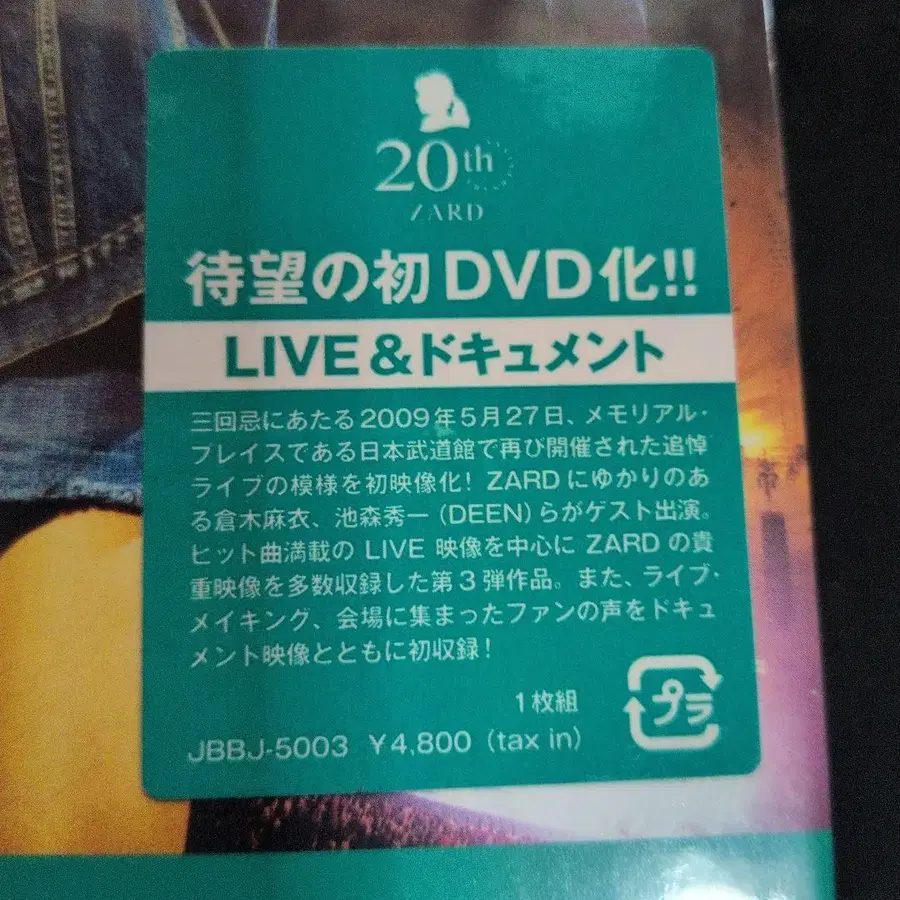 20th
ZARD
待望の初DVD化!!
LIVE&ドキュメント
三回忌にあたる2009年5月27日、メモリアル・
プレイスである日本武道館で再び開催された追悼
ライブの模様を初映像化! ZARDにゆかりのあ
る倉木麻衣、池森秀一(DEEN)らがゲスト出演。
ヒット曲満載の LIVE 映像を中心に ZARD の貴
重映像を多数収録した第3弾作品。また、ライブ・
メイキング、会場に集まったファンの声をドキュ
メント映像とともに初収録!
1枚組
プラ
JBBJ-5003 ¥4,800 (tax in)